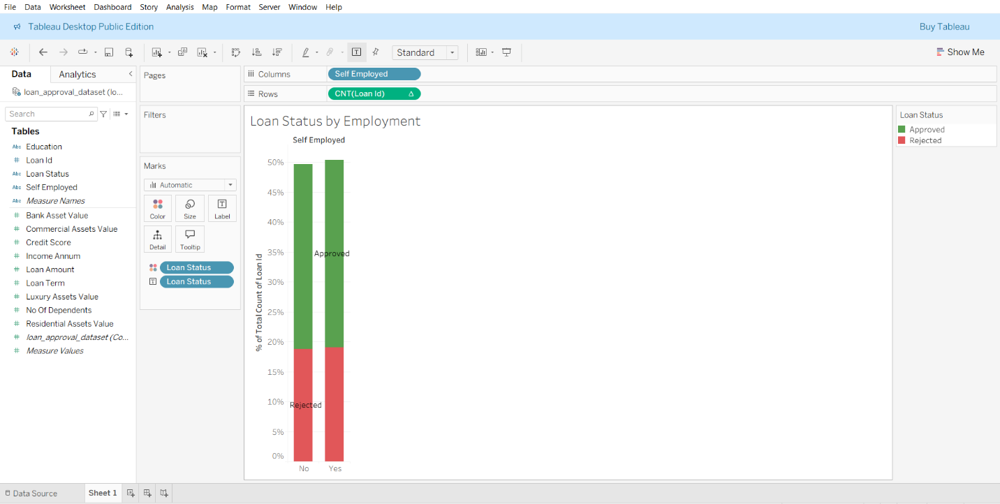 File Data Worksheet Dashboard Story Analysis Map Format Server Window Help
Tableau Desktop Public Edition
Buy Tableau
Standard
Show Me
Data
Analytics
loan_approval_dataset (lo...
Search
Tables
Abc Education
# Loan Id
Abc Loan Status
Abc Self Employed
Abc Measure Names
# Bank Asset Value
# Commercial Assets Value
# Credit Score
# Income Annum
# Loan Amount
# Loan Term
# Luxury Assets Value
# No Of Dependents
# Residential Assets Value
# loan_approval_dataset (Co...
# Measure Values
Pages
Filters
Marks
Automatic
Color
Size
T
Label
Detail
Tooltip
Loan Status
T Loan Status
Columns
Self Employed
Rows
CNT(Loan Id) Δ
Loan Status by Employment
Self Employed
% of Total Count of Loan Id
50%
45%
40%
35%
30%
25%
20%
15%
10%
5%
0%
Approved
Rejected
No
Yes
Loan Status
Approved
Rejected
Data Source
Sheet 1